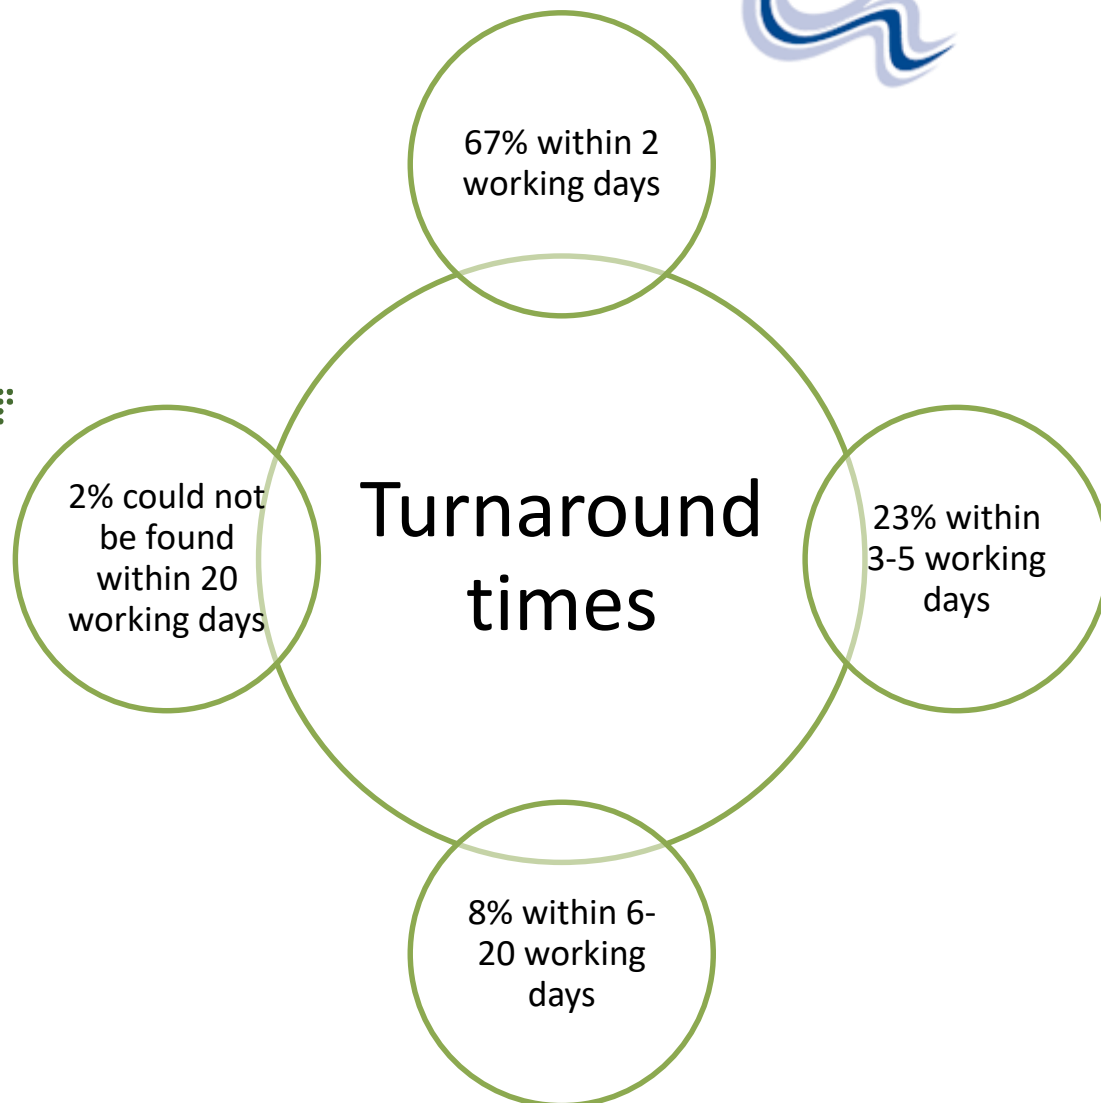 67% within 2
working days
Turnaround
times
23% within
3-5 working
days
8% within 6-
20 working
days
2% could not
be found
within 20
working days